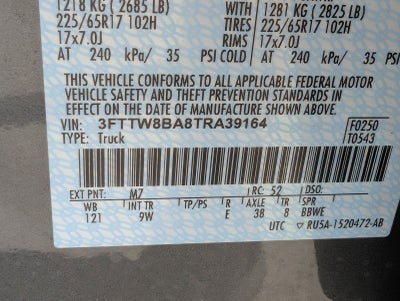 1218 KG (2685 LB) 1281 KG (2825 LB)
225/65R17 102H TIRES 225/65R17 102H
17x7.0J RIMS 17x7.0J
AT 240 kPa/ 35 PSI COLD AT 240 kPa/ 35 PSI
THIS VEHICLE CONFORMS TO ALL APPLICABLE FEDERAL MOTOR
VEHICLE SAFETY AND THEFT PREVENTION STANDARDS IN
EFFECT ON THE DATE OF MANUFACTURE SHOWN ABOVE.
VIN: 3FTTW8BA8TRA39164 F0250
TYPE: Truck T0543
EXT PNT: M7 RC: 52 DSO:
WB INT TR TP/PS R AXLE TR SPR
121 9W E 38 8 BBWE
UTC ▽ RU5A-1520472-AB